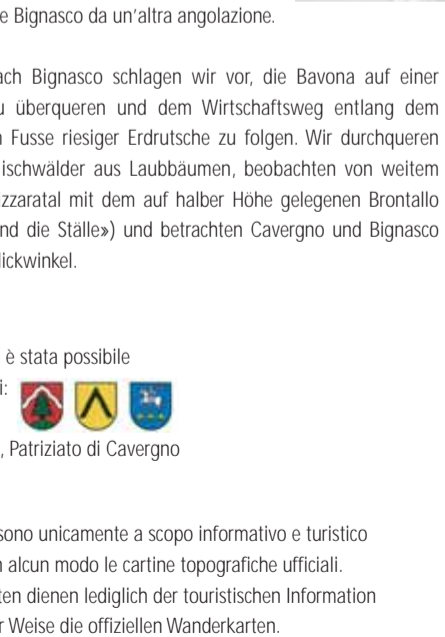 e Bignasco da un'altra angolazione.
ach Bignasco schlagen wir vor, die Bavona auf einer
u überqueren und dem Wirtschaftsweg entlang dem
n Fusse riesiger Erdrutsche zu folgen. Wir durchqueren
ischwälder aus Laubbäumen, beobachten von weitem
izzaratal mit dem auf halber Höhe gelegenen Brontallo
nd die Ställe») und betrachten Cavergno und Bignasco
lickwinkel.
è stata possibile
i:
, Patriziato di Cavergno
sono unicamente a scopo informativo e turistico
n alcun modo le cartine topografiche ufficiali.
ten dienen lediglich der touristischen Information
r Weise die offiziellen Wanderkarten.